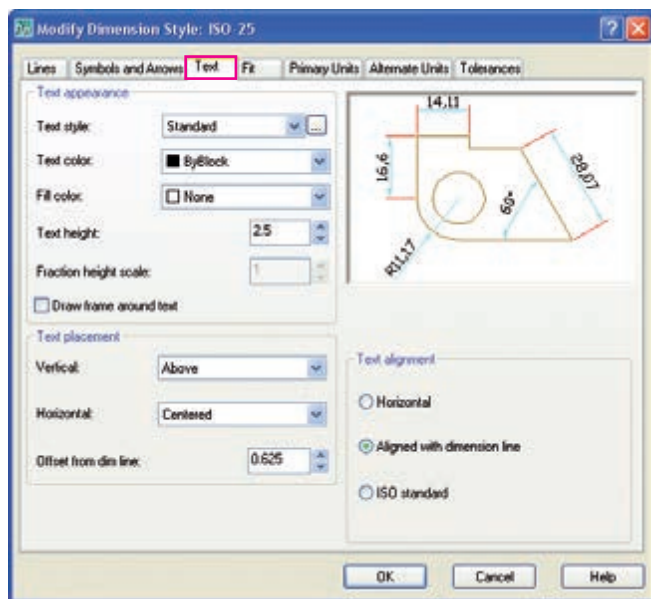 Modify Dimension Style: ISO-25
Lines Symbols and Arrows Text Fit Primary Units Alternate Units Tolerances
Text appearance
Text style: Standard ...
Text color: ByBlock
Fill color: None
Text height: 2.5
Fraction height scale: 1
Draw frame around text
14,11
16,6
28,07
60°
R11,17
Text placement
Vertical: Above
Horizontal: Centered
Offset from dim line: 0.625
Text alignment
Horizontal
Aligned with dimension line
ISO standard
OK Cancel Help